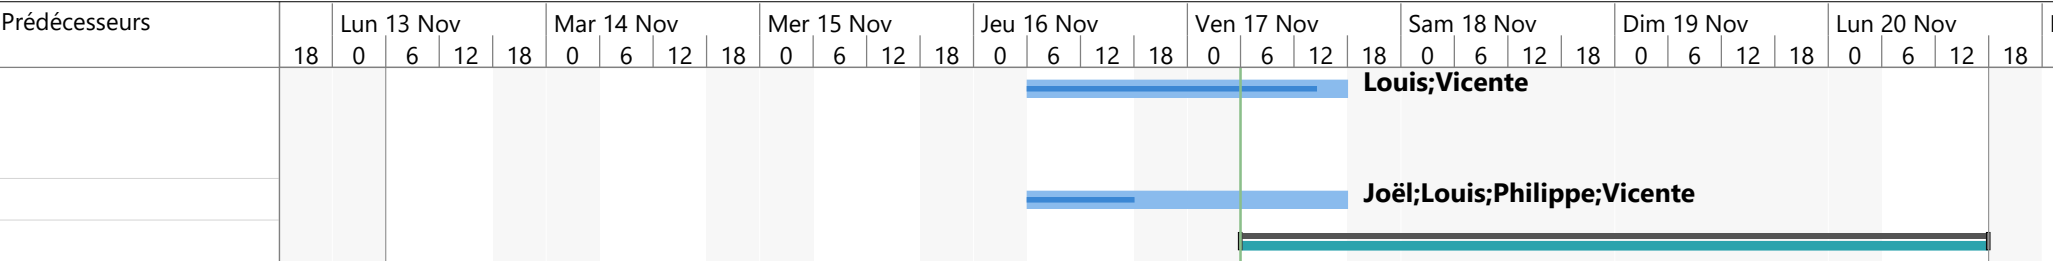 Prédécesseurs Lun 13 Nov Mar 14 Nov Mer 15 Nov Jeu 16 Nov Ven 17 Nov Sam 18 Nov Dim 19 Nov Lun 20 Nov
18 0 6 12 18 0 6 12 18 0 6 12 18 0 6 12 18 0 6 12 18 0 6 12 18 0 6 12 18 0 6 12 18
Louis;Vicente
Joël;Louis;Philippe;Vicente